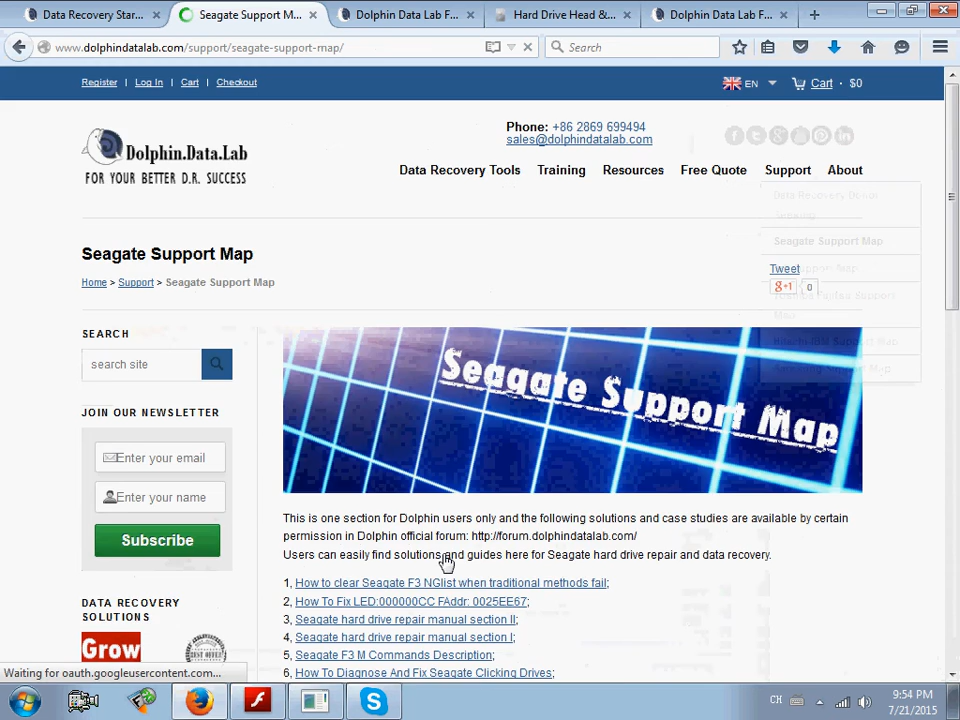 Data Recovery Star...
Seagate Support M...
Dolphin Data Lab F...
Hard Drive Head &...
Dolphin Data Lab F...
www.dolphindatalab.com/support/seagate-support-map/
Search
Register | Log In | Cart | Checkout
EN
Cart · $0
Dolphin.Data.Lab
FOR YOUR BETTER D.R. SUCCESS
Phone: +86 2869 699494
sales@dolphindatalab.com
Data Recovery Tools
Training
Resources
Free Quote
Support
About
Data Recovery Donor
Seagate Support Map
Seagate Support Map
Tweet
g+1 0
Home > Support > Seagate Support Map
SEARCH
search site
JOIN OUR NEWSLETTER
Enter your email
Enter your name
Subscribe
DATA RECOVERY
SOLUTIONS
Grow
Seagate Support Map
This is one section for Dolphin users only and the following solutions and case studies are available by certain
permission in Dolphin official forum: http://forum.dolphindatalab.com/
Users can easily find solutions and guides here for Seagate hard drive repair and data recovery.
1, How to clear Seagate F3 NGlist when traditional methods fail;
2, How To Fix LED:000000CC FAddr: 0025EE67;
3, Seagate hard drive repair manual section II;
4, Seagate hard drive repair manual section I;
5, Seagate F3 M Commands Description;
6, How To Diagnose And Fix Seagate Clicking Drives;
Waiting for oauth.googleusercontent.com...
CH
9:54 PM
7/21/2015